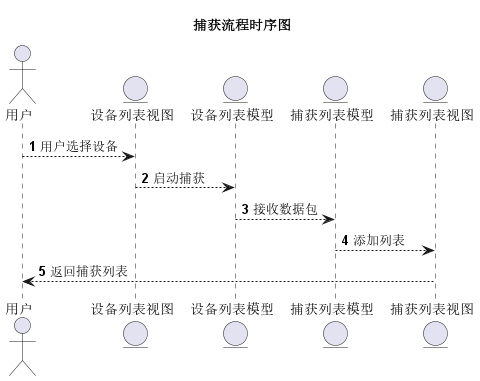 捕获流程时序图
用户 设备列表视图 设备列表模型 捕获列表模型 捕获列表视图
1 用户选择设备
2 启动捕获
3 接收数据包
4 添加列表
5 返回捕获列表
用户 设备列表视图 设备列表模型 捕获列表模型 捕获列表视图